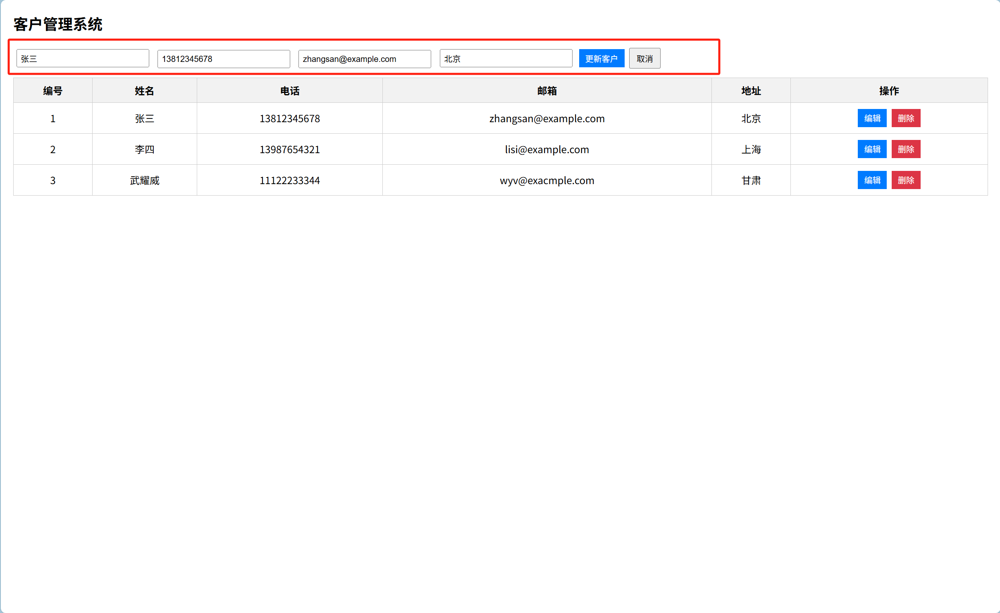 客户管理系统
张三 13812345678 zhangsan@example.com 北京 更新客户 取消
编号 姓名 电话 邮箱 地址 操作
1 张三 13812345678 zhangsan@example.com 北京 编辑 删除
2 李四 13987654321 lisi@example.com 上海 编辑 删除
3 武耀威 11122233344 wyv@exacmple.com 甘肃 编辑 删除